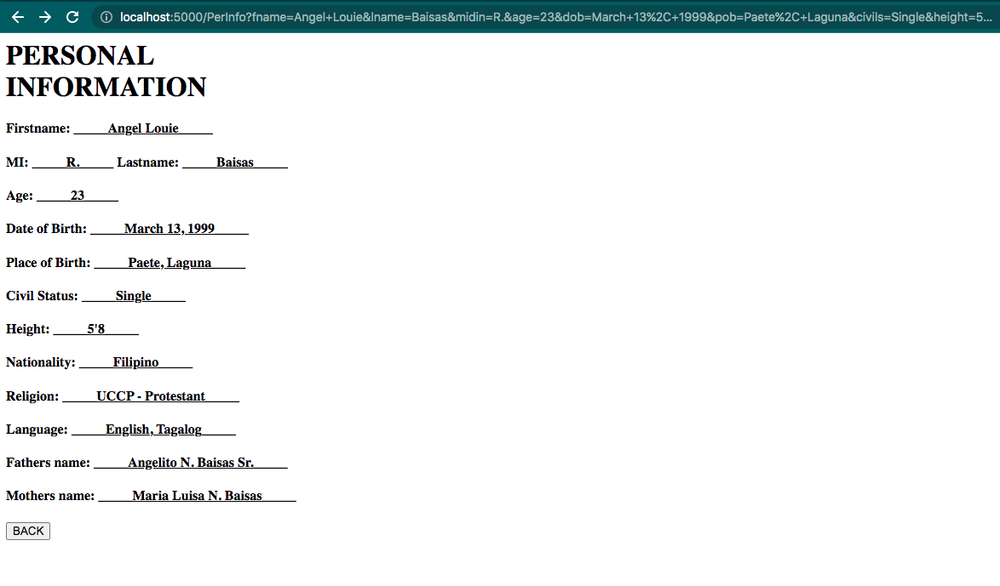 localhost:5000/PerInfo?fname=Angel+Louie&lname=Baisas&midin=R.&age=23&dob=March+13%2C+1999&pob=Paete%2C+Laguna&civils=Single&height=5...
PERSONAL
INFORMATION
Firstname: _____Angel Louie_____
MI: _____R._____ Lastname: _____Baisas_____
Age: _____23_____
Date of Birth: _____March 13, 1999_____
Place of Birth: _____Paete, Laguna_____
Civil Status: _____Single_____
Height: _____5'8_____
Nationality: _____Filipino_____
Religion: _____UCCP - Protestant_____
Language: _____English, Tagalog_____
Fathers name: _____Angelito N. Baisas Sr._____
Mothers name: _____Maria Luisa N. Baisas_____
BACK